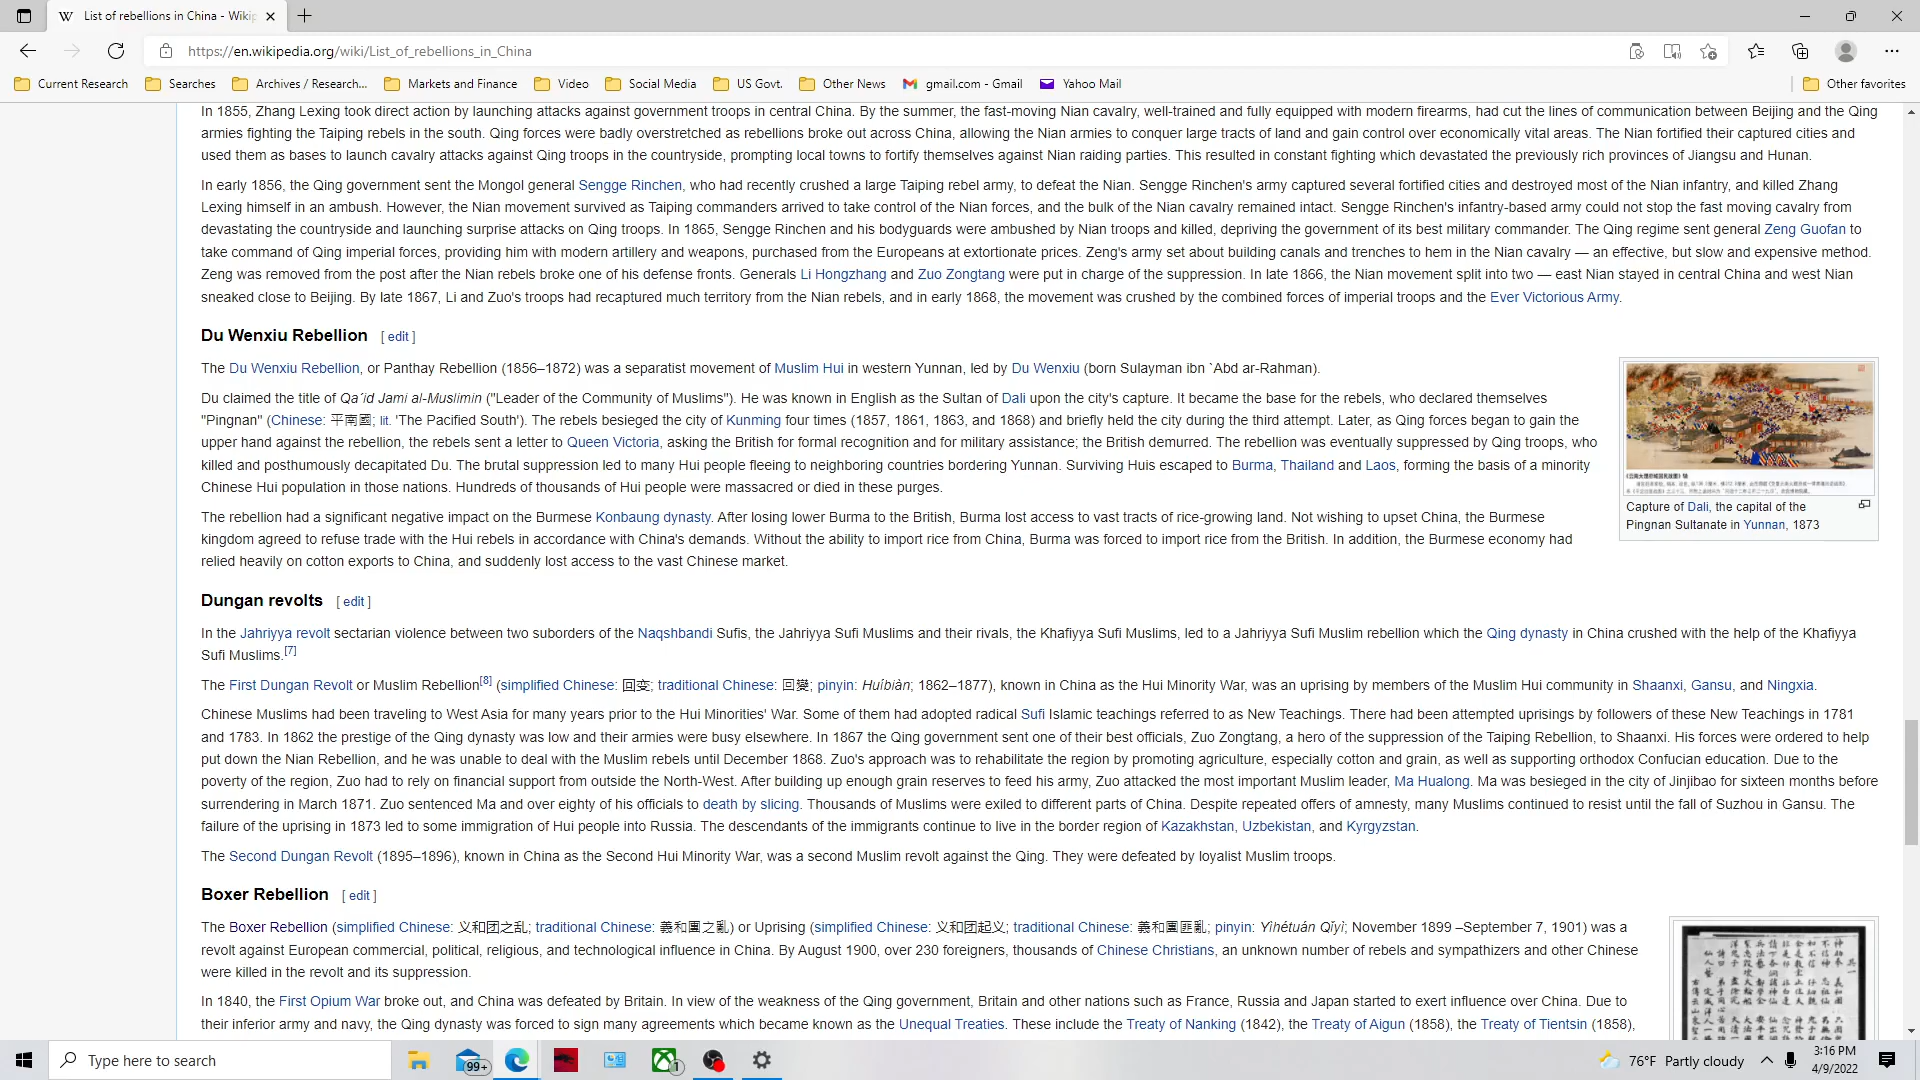 List of rebellions in China - Wikip
https://en.wikipedia.org/wiki/List_of_rebellions_in_China
Current Research
Searches
Archives / Research...
Markets and Finance
Video
Social Media
US Govt.
Other News
gmail.com - Gmail
Yahoo Mail
Other favorites
In 1855, Zhang Lexing took direct action by launching attacks against government troops in central China. By the summer, the fast-moving Nian cavalry, well-trained and fully equipped with modern firearms, had cut the lines of communication between Beijing and the Qing
armies fighting the Taiping rebels in the south. Qing forces were badly overstretched as rebellions broke out across China, allowing the Nian armies to conquer large tracts of land and gain control over economically vital areas. The Nian fortified their captured cities and
used them as bases to launch cavalry attacks against Qing troops in the countryside, prompting local towns to fortify themselves against Nian raiding parties. This resulted in constant fighting which devastated the previously rich provinces of Jiangsu and Hunan.
In early 1856, the Qing government sent the Mongol general Sengge Rinchen, who had recently crushed a large Taiping rebel army, to defeat the Nian. Sengge Rinchen's army captured several fortified cities and destroyed most of the Nian infantry, and killed Zhang
Lexing himself in an ambush. However, the Nian movement survived as Taiping commanders arrived to take control of the Nian forces, and the bulk of the Nian cavalry remained intact. Sengge Rinchen's infantry-based army could not stop the fast moving cavalry from
devastating the countryside and launching surprise attacks on Qing troops. In 1865, Sengge Rinchen and his bodyguards were ambushed by Nian troops and killed, depriving the government of its best military commander. The Qing regime sent general Zeng Guofan to
take command of Qing imperial forces, providing him with modern artillery and weapons, purchased from the Europeans at extortionate prices. Zeng's army set about building canals and trenches to hem in the Nian cavalry — an effective, but slow and expensive method.
Zeng was removed from the post after the Nian rebels broke one of his defense fronts. Generals Li Hongzhang and Zuo Zongtang were put in charge of the suppression. In late 1866, the Nian movement split into two — east Nian stayed in central China and west Nian
sneaked close to Beijing. By late 1867, Li and Zuo's troops had recaptured much territory from the Nian rebels, and in early 1868, the movement was crushed by the combined forces of imperial troops and the Ever Victorious Army.
Du Wenxiu Rebellion [ edit ]
The Du Wenxiu Rebellion, or Panthay Rebellion (1856–1872) was a separatist movement of Muslim Hui in western Yunnan, led by Du Wenxiu (born Sulayman ibn `Abd ar-Rahman).
Du claimed the title of Qa´id Jami al-Muslimin ("Leader of the Community of Muslims"). He was known in English as the Sultan of Dali upon the city's capture. It became the base for the rebels, who declared themselves
"Pingnan" (Chinese: 平南國; lit. 'The Pacified South'). The rebels besieged the city of Kunming four times (1857, 1861, 1863, and 1868) and briefly held the city during the third attempt. Later, as Qing forces began to gain the
upper hand against the rebellion, the rebels sent a letter to Queen Victoria, asking the British for formal recognition and for military assistance; the British demurred. The rebellion was eventually suppressed by Qing troops, who
killed and posthumously decapitated Du. The brutal suppression led to many Hui people fleeing to neighboring countries bordering Yunnan. Surviving Huis escaped to Burma, Thailand and Laos, forming the basis of a minority
Chinese Hui population in those nations. Hundreds of thousands of Hui people were massacred or died in these purges.
Capture of Dali, the capital of the
Pingnan Sultanate in Yunnan, 1873
The rebellion had a significant negative impact on the Burmese Konbaung dynasty. After losing lower Burma to the British, Burma lost access to vast tracts of rice-growing land. Not wishing to upset China, the Burmese
kingdom agreed to refuse trade with the Hui rebels in accordance with China's demands. Without the ability to import rice from China, Burma was forced to import rice from the British. In addition, the Burmese economy had
relied heavily on cotton exports to China, and suddenly lost access to the vast Chinese market.
Dungan revolts [ edit ]
In the Jahriyya revolt sectarian violence between two suborders of the Naqshbandi Sufis, the Jahriyya Sufi Muslims and their rivals, the Khafiyya Sufi Muslims, led to a Jahriyya Sufi Muslim rebellion which the Qing dynasty in China crushed with the help of the Khafiyya
Sufi Muslims.[7]
The First Dungan Revolt or Muslim Rebellion[8] (simplified Chinese: 回变; traditional Chinese: 回變; pinyin: Huíbiàn; 1862–1877), known in China as the Hui Minority War, was an uprising by members of the Muslim Hui community in Shaanxi, Gansu, and Ningxia.
Chinese Muslims had been traveling to West Asia for many years prior to the Hui Minorities' War. Some of them had adopted radical Sufi Islamic teachings referred to as New Teachings. There had been attempted uprisings by followers of these New Teachings in 1781
and 1783. In 1862 the prestige of the Qing dynasty was low and their armies were busy elsewhere. In 1867 the Qing government sent one of their best officials, Zuo Zongtang, a hero of the suppression of the Taiping Rebellion, to Shaanxi. His forces were ordered to help
put down the Nian Rebellion, and he was unable to deal with the Muslim rebels until December 1868. Zuo's approach was to rehabilitate the region by promoting agriculture, especially cotton and grain, as well as supporting orthodox Confucian education. Due to the
poverty of the region, Zuo had to rely on financial support from outside the North-West. After building up enough grain reserves to feed his army, Zuo attacked the most important Muslim leader, Ma Hualong. Ma was besieged in the city of Jinjibao for sixteen months before
surrendering in March 1871. Zuo sentenced Ma and over eighty of his officials to death by slicing. Thousands of Muslims were exiled to different parts of China. Despite repeated offers of amnesty, many Muslims continued to resist until the fall of Suzhou in Gansu. The
failure of the uprising in 1873 led to some immigration of Hui people into Russia. The descendants of the immigrants continue to live in the border region of Kazakhstan, Uzbekistan, and Kyrgyzstan.
The Second Dungan Revolt (1895–1896), known in China as the Second Hui Minority War, was a second Muslim revolt against the Qing. They were defeated by loyalist Muslim troops.
Boxer Rebellion [ edit ]
The Boxer Rebellion (simplified Chinese: 义和团之乱; traditional Chinese: 義和團之亂) or Uprising (simplified Chinese: 义和团起义; traditional Chinese: 義和團匪亂; pinyin: Yìhétuán Qǐyì; November 1899 –September 7, 1901) was a
revolt against European commercial, political, religious, and technological influence in China. By August 1900, over 230 foreigners, thousands of Chinese Christians, an unknown number of rebels and sympathizers and other Chinese
were killed in the revolt and its suppression.
In 1840, the First Opium War broke out, and China was defeated by Britain. In view of the weakness of the Qing government, Britain and other nations such as France, Russia and Japan started to exert influence over China. Due to
their inferior army and navy, the Qing dynasty was forced to sign many agreements which became known as the Unequal Treaties. These include the Treaty of Nanking (1842), the Treaty of Aigun (1858), the Treaty of Tientsin (1858),
Type here to search
99+
1
76°F Partly cloudy
3:16 PM
4/9/2022